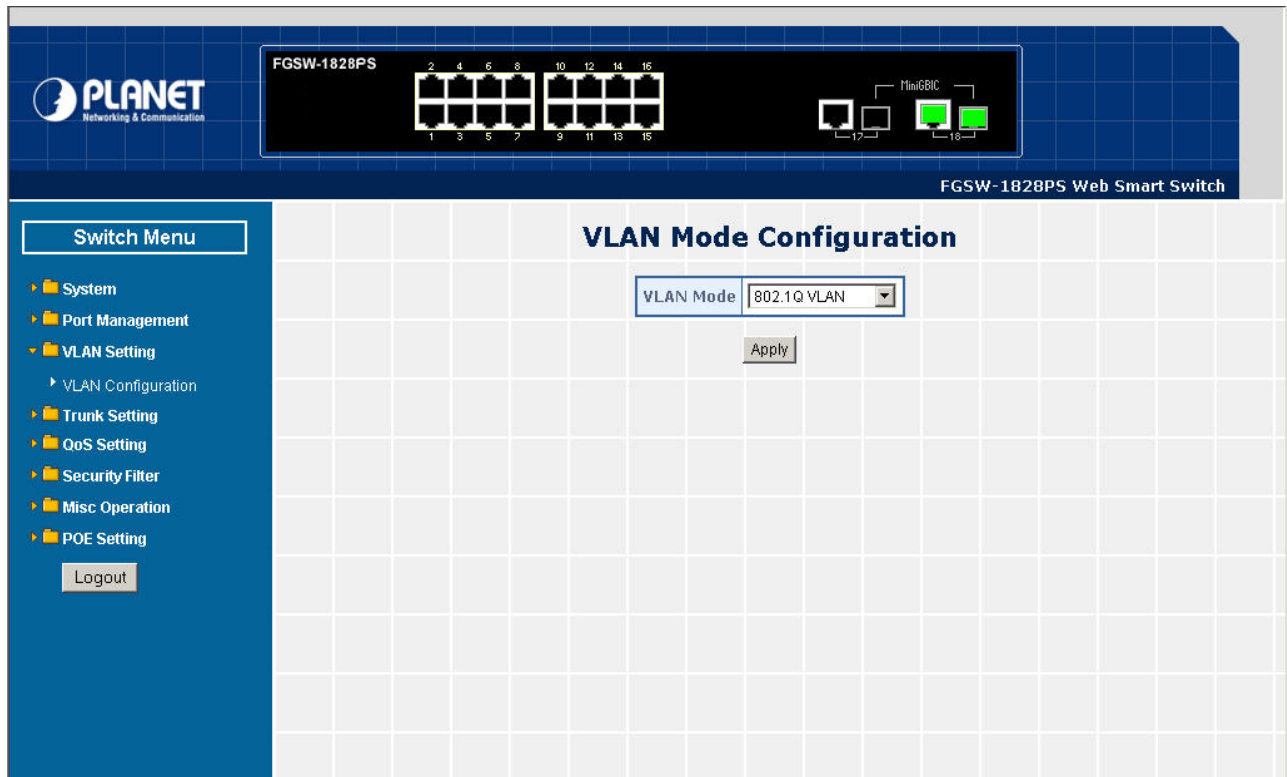 PLANET
Networking & Communication
FGSW-1828PS
2 4 6 8 10 12 14 16
1 3 5 7 9 11 13 15
MiniGBIC
17
18
FGSW-1828PS Web Smart Switch
Switch Menu
System
Port Management
VLAN Setting
VLAN Configuration
Trunk Setting
QoS Setting
Security Filter
Misc Operation
POE Setting
Logout
VLAN Mode Configuration
VLAN Mode 802.1Q VLAN
Apply